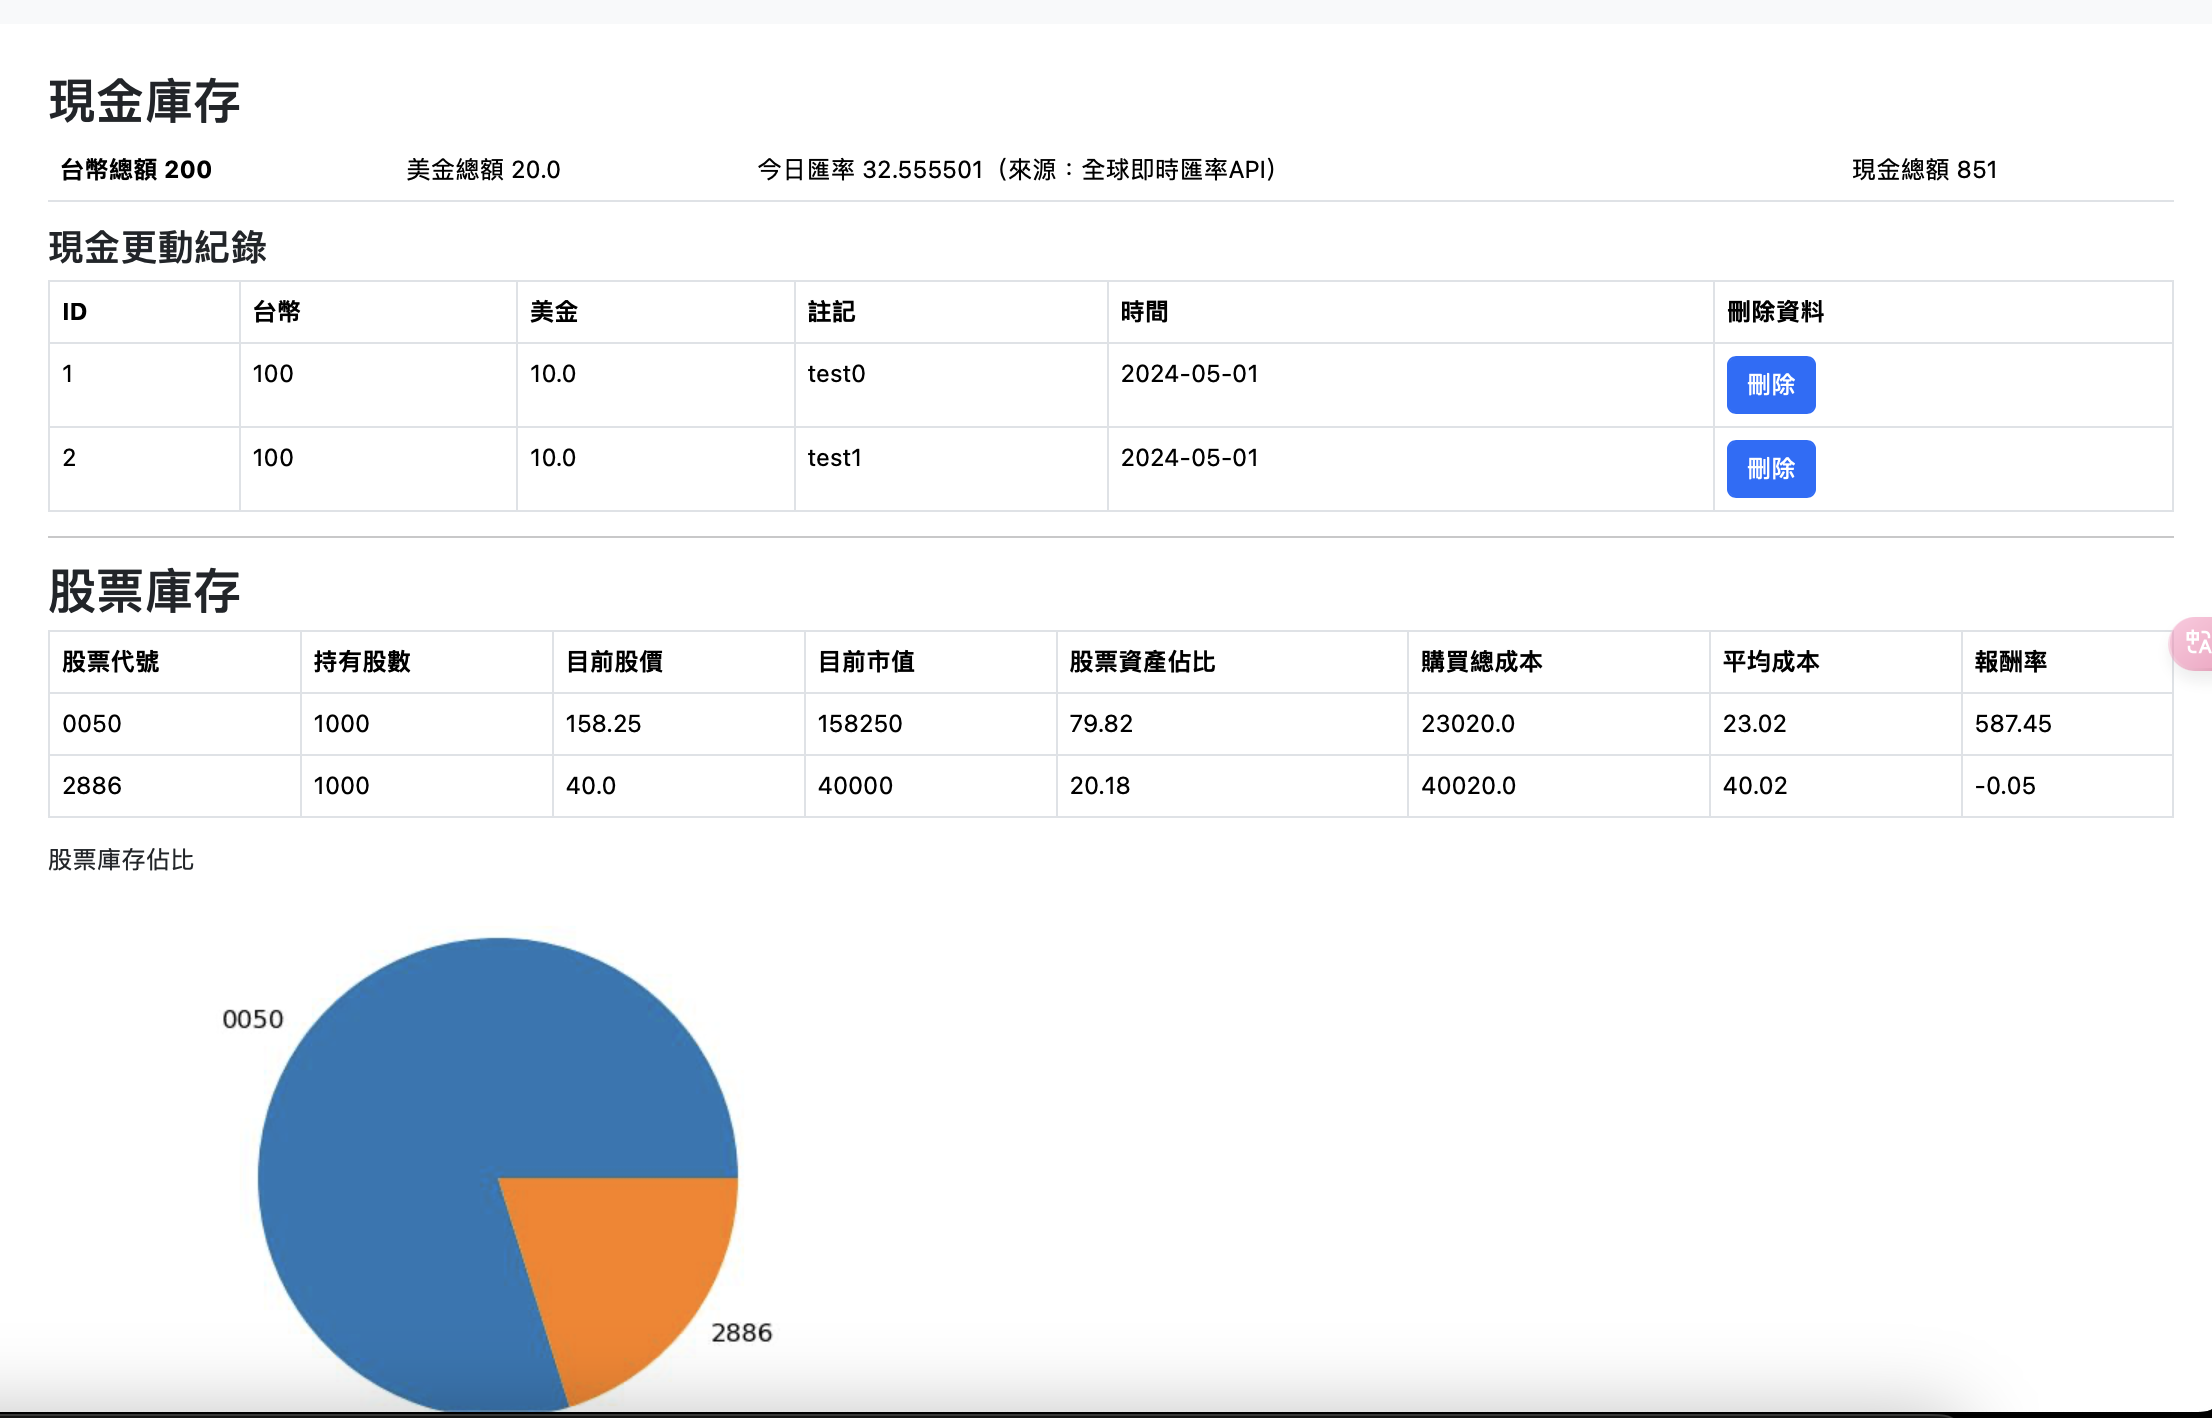 現金庫存
台幣總額 200 美金總額 20.0 今日匯率 32.555501（來源：全球即時匯率API） 現金總額 851
現金更動紀錄
ID 台幣 美金 註記 時間 刪除資料
1 100 10.0 test0 2024-05-01 刪除
2 100 10.0 test1 2024-05-01 刪除
股票庫存
股票代號 持有股數 目前股價 目前市值 股票資產佔比 購買總成本 平均成本 報酬率
0050 1000 158.25 158250 79.82 23020.0 23.02 587.45
2886 1000 40.0 40000 20.18 40020.0 40.02 -0.05
股票庫存佔比
0050
2886